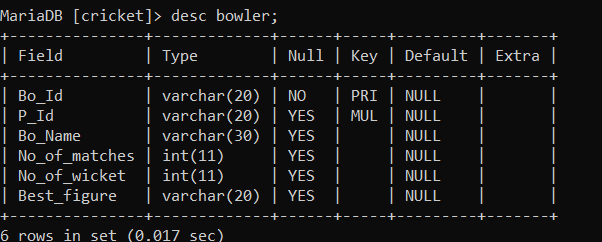 MariaDB [cricket]> desc bowler;
+---------------+-------------+------+-----+---------+-------+
| Field         | Type        | Null | Key | Default | Extra |
+---------------+-------------+------+-----+---------+-------+
| Bo_Id         | varchar(20) | NO   | PRI | NULL    |       |
| P_Id          | varchar(20) | YES  | MUL | NULL    |       |
| Bo_Name       | varchar(30) | YES  |     | NULL    |       |
| No_of_matches | int(11)     | YES  |     | NULL    |       |
| No_of_wicket  | int(11)     | YES  |     | NULL    |       |
| Best_figure   | varchar(20) | YES  |     | NULL    |       |
+---------------+-------------+------+-----+---------+-------+
6 rows in set (0.017 sec)